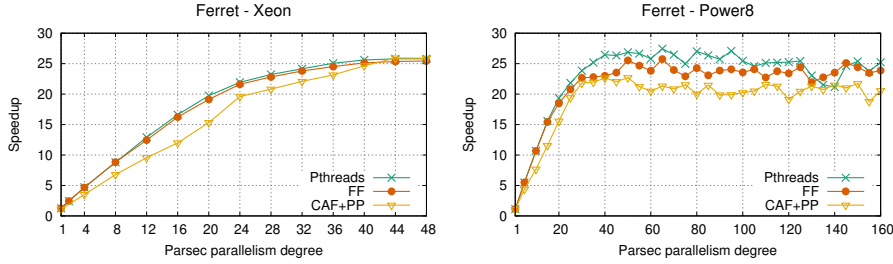 Ferret - Xeon
30
25
20
15
10
5
0
Speedup
Pthreads
FF
CAF+PP
1 4 8 12 16 20 24 28 32 36 40 44 48
Parsec parallelism degree
Ferret - Power8
30
25
20
15
10
5
0
Speedup
Pthreads
FF
CAF+PP
1 20 40 60 80 100 120 140 160
Parsec parallelism degree